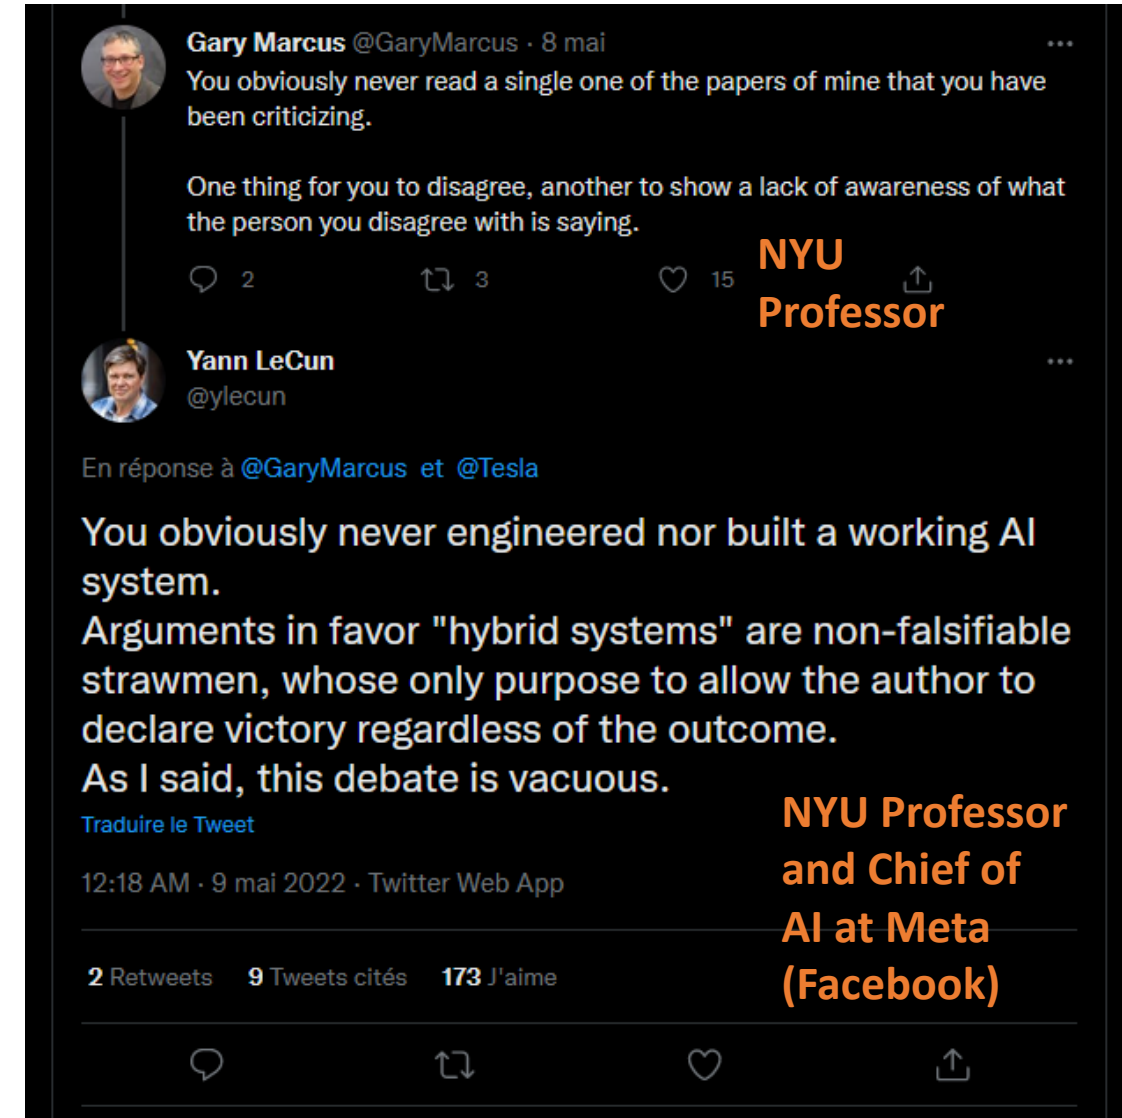 Gary Marcus @GaryMarcus · 8 mai
You obviously never read a single one of the papers of mine that you have
been criticizing.
One thing for you to disagree, another to show a lack of awareness of what
the person you disagree with is saying.
2 3 15
NYU
Professor
Yann LeCun
@ylecun
En réponse à @GaryMarcus et @Tesla
You obviously never engineered nor built a working AI
system.
Arguments in favor "hybrid systems" are non-falsifiable
strawmen, whose only purpose to allow the author to
declare victory regardless of the outcome.
As I said, this debate is vacuous.
Traduire le Tweet
12:18 AM · 9 mai 2022 · Twitter Web App
NYU Professor
and Chief of
AI at Meta
(Facebook)
2 Retweets 9 Tweets cités 173 J'aime